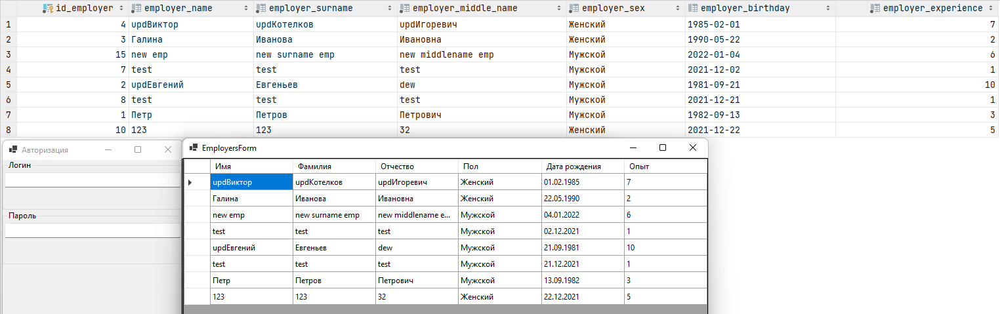 id_employer employer_name employer_surname employer_middle_name employer_sex employer_birthday employer_experience
1 4 updВиктор updКотелков updИгоревич Женский 1985-02-01 7
2 3 Галина Иванова Ивановна Женский 1990-05-22 2
3 15 new emp new surname emp new middlename emp Мужской 2022-01-04 6
4 7 test test test Мужской 2021-12-02 1
5 2 updЕвгений Евгеньев dew Мужской 1981-09-21 10
6 8 test test test Мужской 2021-12-21 1
7 1 Петр Петров Петрович Мужской 1982-09-13 3
8 10 123 123 32 Женский 2021-12-22 5
Авторизация
Логин
Пароль
EmployersForm
Имя Фамилия Отчество Пол Дата рождения Опыт
updВиктор updКотелков updИгоревич Женский 01.02.1985 7
Галина Иванова Ивановна Женский 22.05.1990 2
new emp new surname emp new middlename e... Мужской 04.01.2022 6
test test test Мужской 02.12.2021 1
updЕвгений Евгеньев dew Мужской 21.09.1981 10
test test test Мужской 21.12.2021 1
Петр Петров Петрович Мужской 13.09.1982 3
123 123 32 Женский 22.12.2021 5